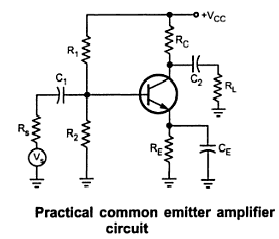 +VCC
R1
RC
C1
C2
RL
Rs
R2
Vs
RE
CE
Practical common emitter amplifier
circuit